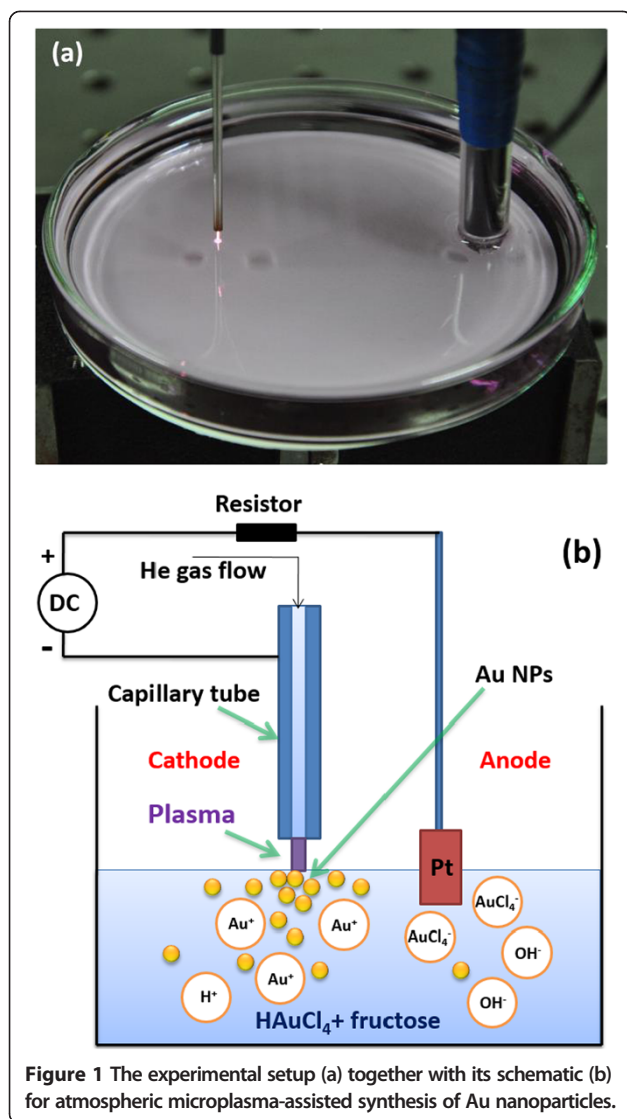 (a)
Resistor
(b)
+
He gas flow
DC
-
Au NPs
Capillary tube
Cathode
Anode
Plasma
Pt
AuCl₄⁻
Au⁺
Au⁺
AuCl₄⁻
OH⁻
Au⁺
H⁺
OH⁻
HAuCl₄+ fructose
Figure 1 The experimental setup (a) together with its schematic (b)
for atmospheric microplasma-assisted synthesis of Au nanoparticles.